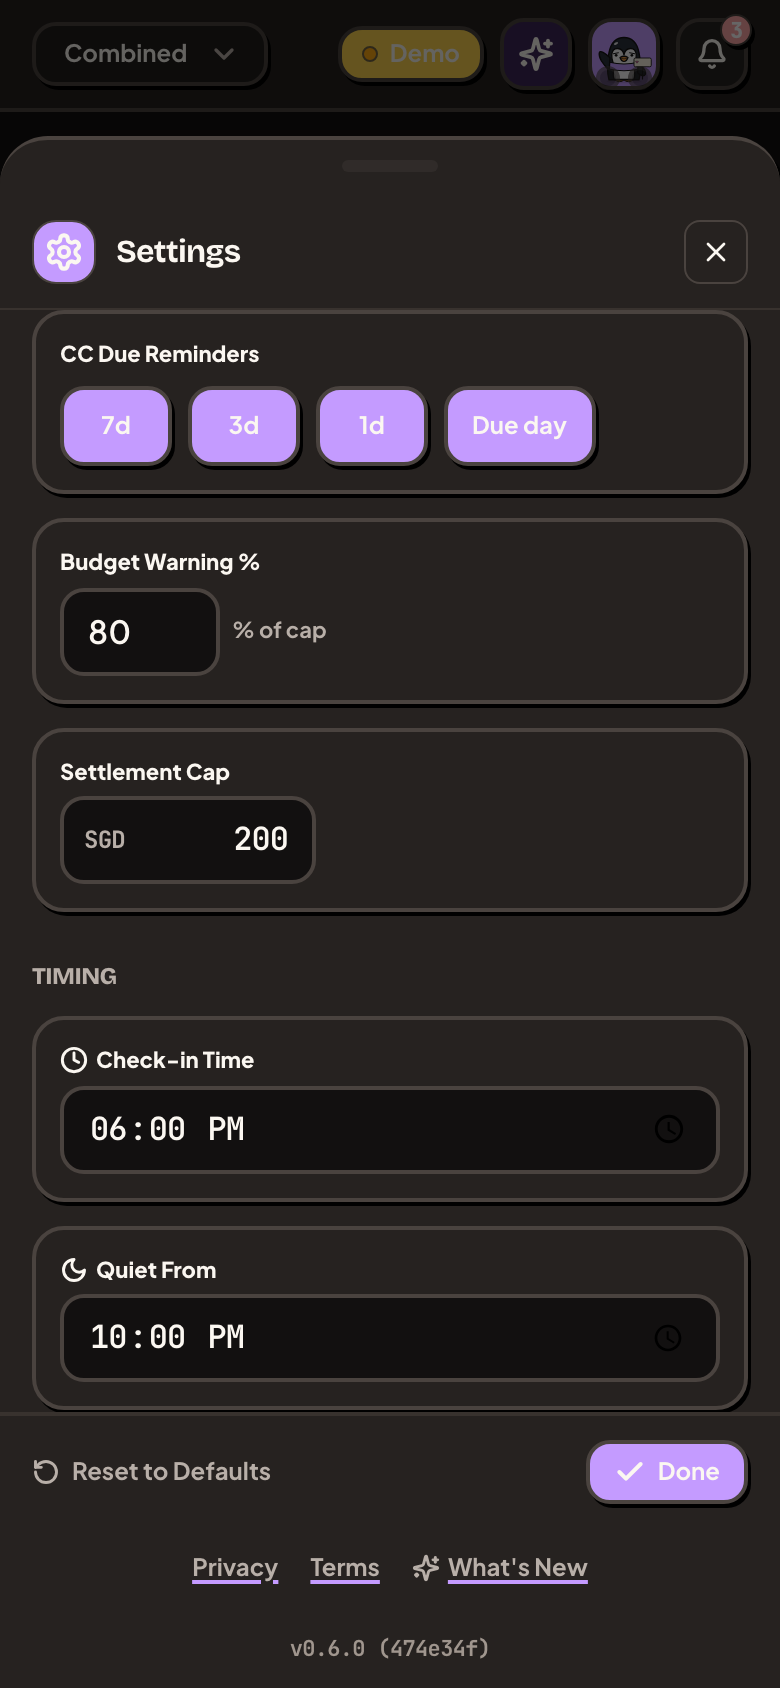 Combined
Demo
3
Settings
CC Due Reminders
7d 3d 1d Due day
Budget Warning %
80 % of cap
Settlement Cap
SGD 200
TIMING
Check-in Time
06:00 PM
Quiet From
10:00 PM
Reset to Defaults
Done
Privacy Terms What's New
v0.6.0 (474e34f)